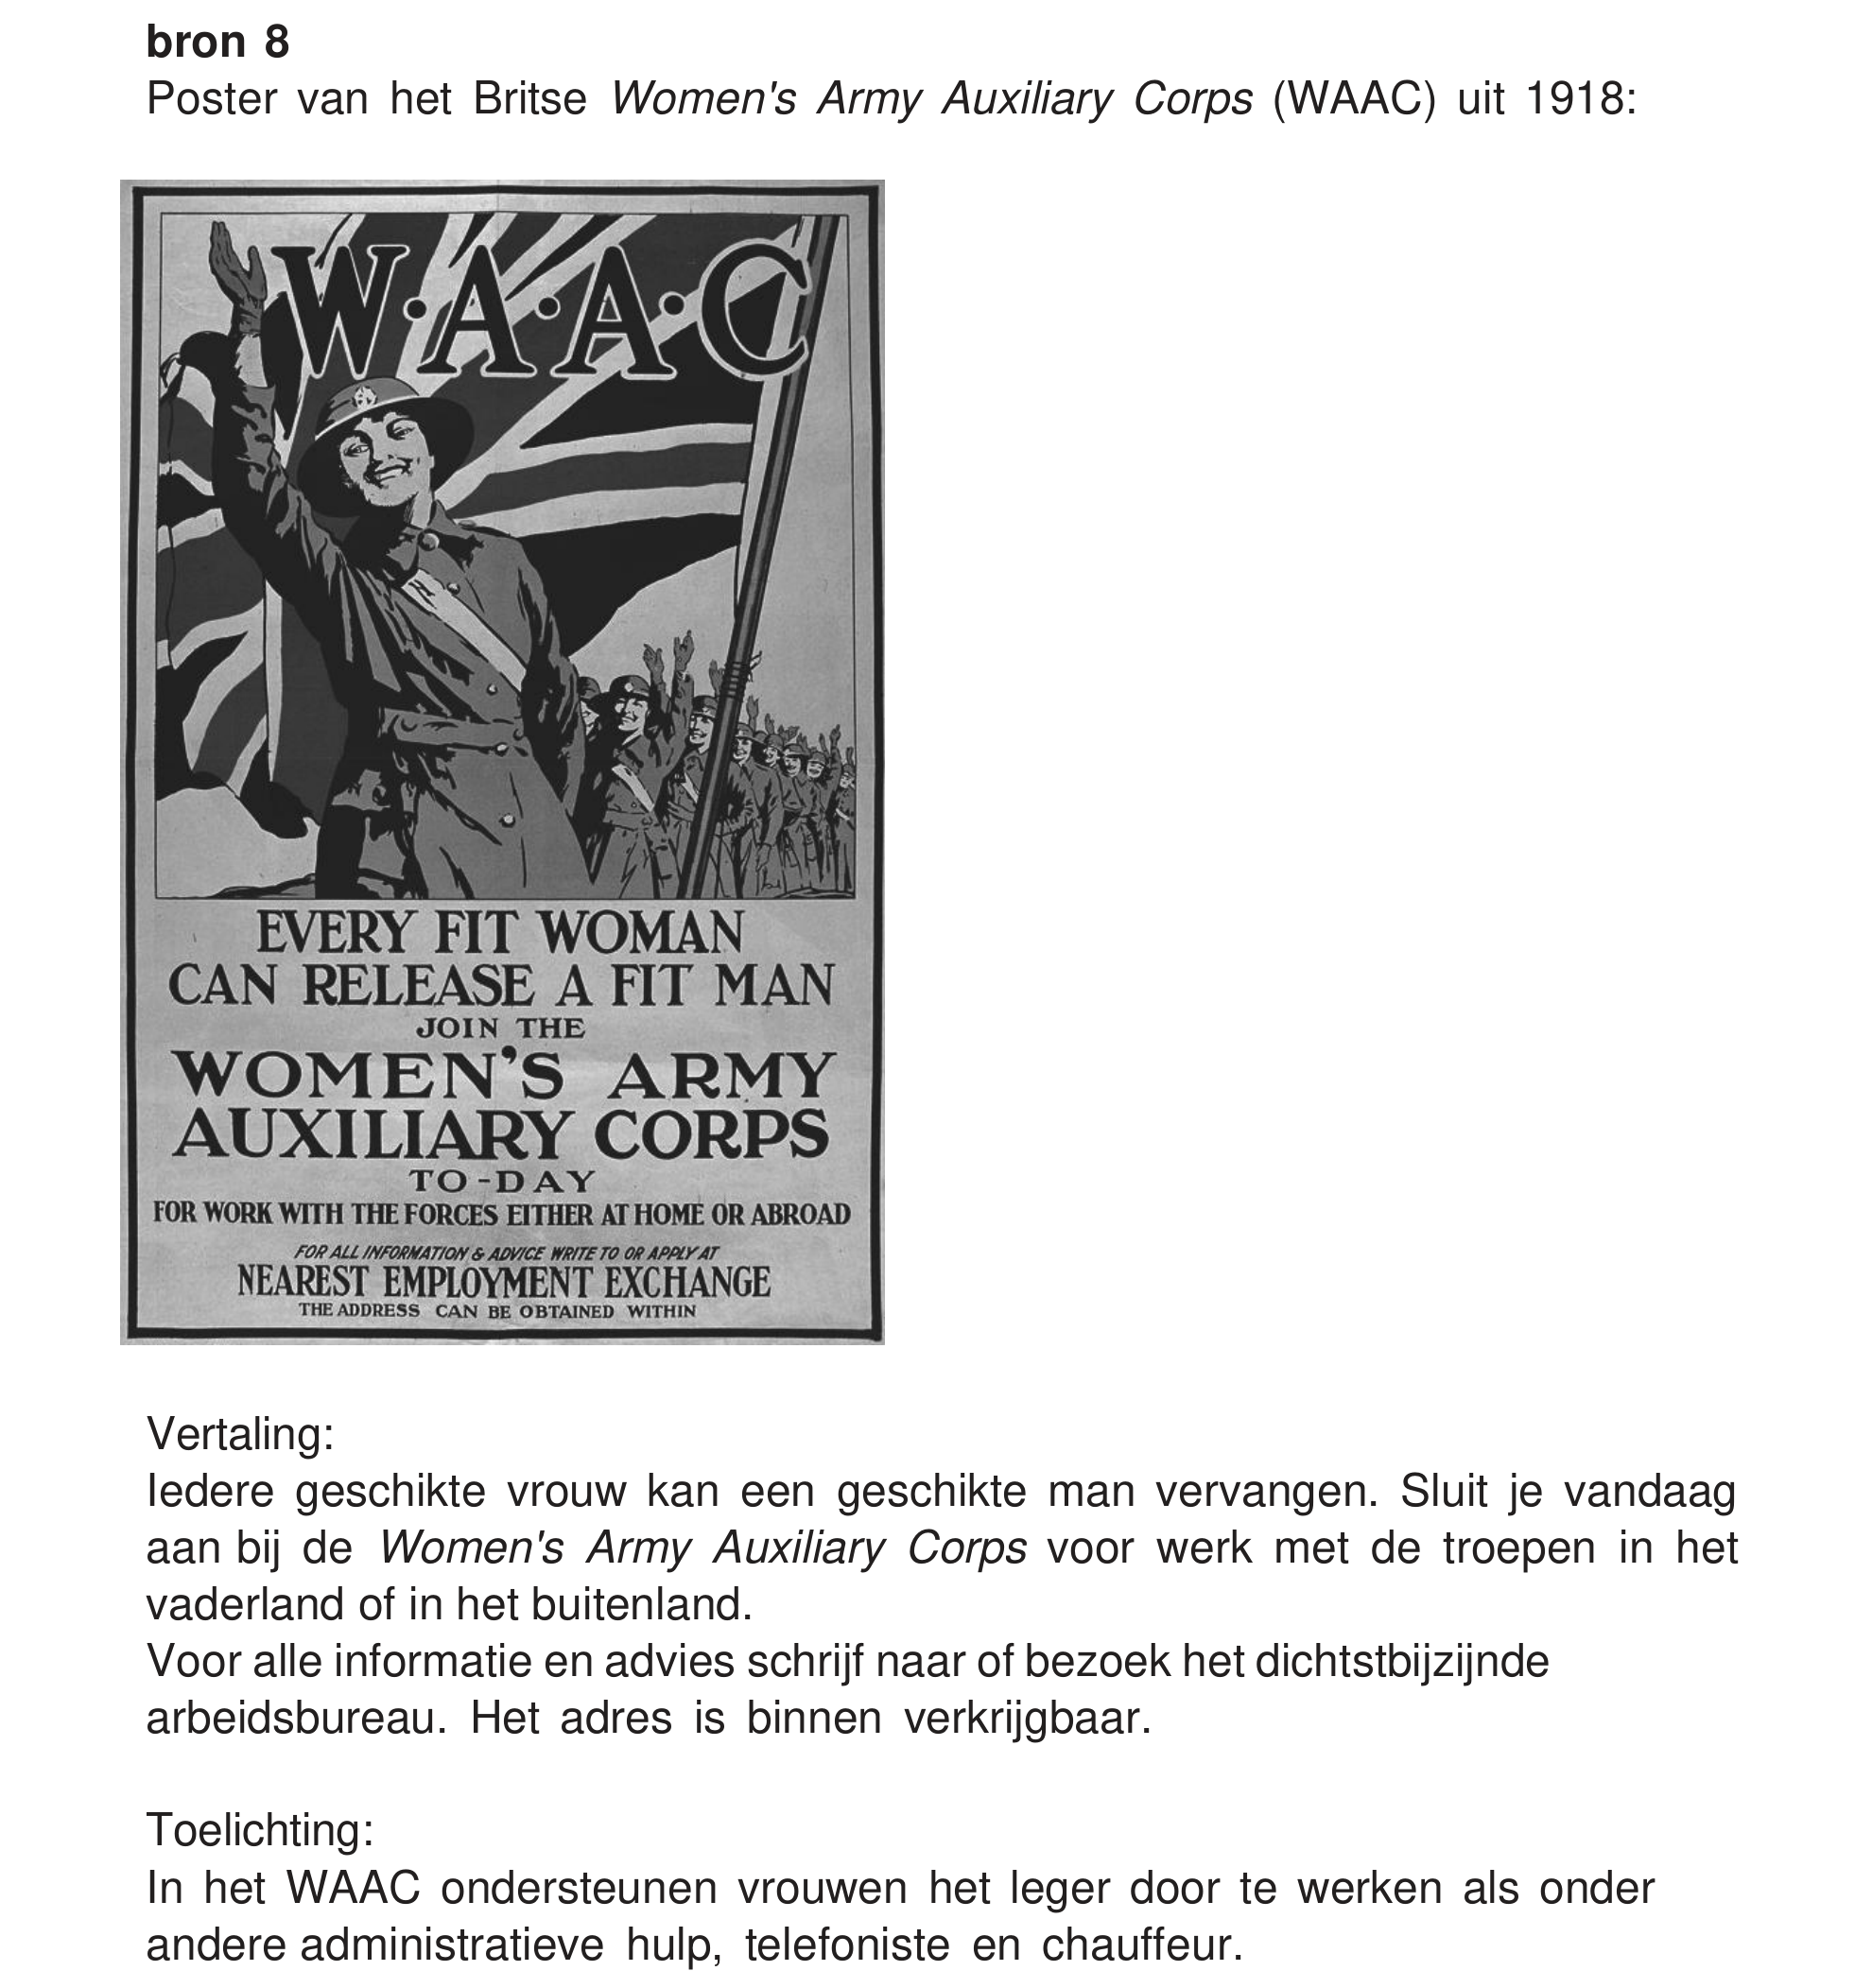 bron 8
Poster van het Britse Women's Army Auxiliary Corps (WAAC) uit 1918:
W·A·A·C
EVERY FIT WOMAN
CAN RELEASE A FIT MAN
JOIN THE
WOMEN'S ARMY
AUXILIARY CORPS
TO-DAY
FOR WORK WITH THE FORCES EITHER AT HOME OR ABROAD
FOR ALL INFORMATION & ADVICE WRITE TO OR APPLY AT
NEAREST EMPLOYMENT EXCHANGE
THE ADDRESS CAN BE OBTAINED WITHIN
Vertaling:
Iedere geschikte vrouw kan een geschikte man vervangen. Sluit je vandaag
aan bij de Women's Army Auxiliary Corps voor werk met de troepen in het
vaderland of in het buitenland.
Voor alle informatie en advies schrijf naar of bezoek het dichtstbijzijnde
arbeidsbureau. Het adres is binnen verkrijgbaar.
Toelichting:
In het WAAC ondersteunen vrouwen het leger door te werken als onder
andere administratieve hulp, telefoniste en chauffeur.